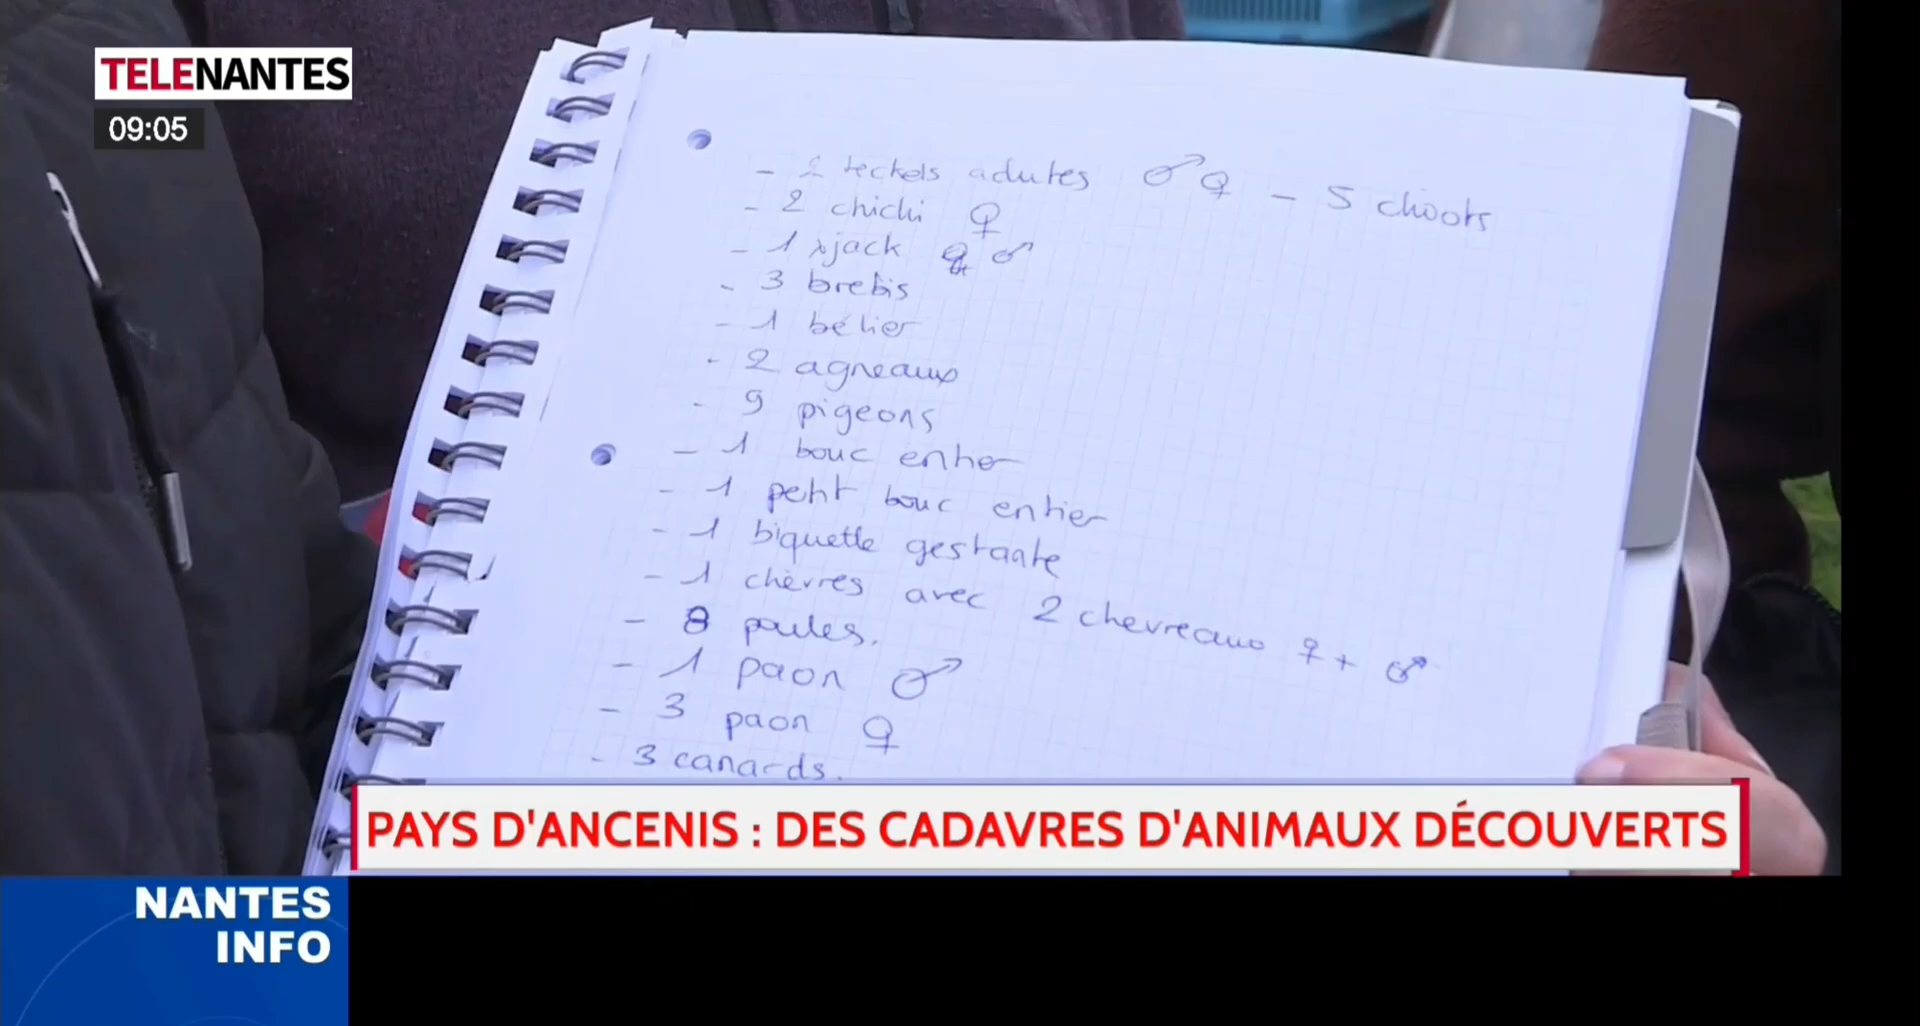 TELENANTES
09:05
- 2 teckels adultes ♂ ♀ - 5 chiots
- 2 chichi ♀
- 1 xjack ♂
- 3 brebis
- 1 bélier
- 2 agneaux
- 9 pigeons
- 1 bouc entier
- 1 petit bouc entier
- 1 biquette gestante
- 1 chèvres avec 2 chevreaux ♀ + ♂
- 8 poules.
- 1 paon ♂
- 3 paon ♀
- 3 canards.
PAYS D'ANCENIS : DES CADAVRES D'ANIMAUX DÉCOUVERTS
NANTES
INFO